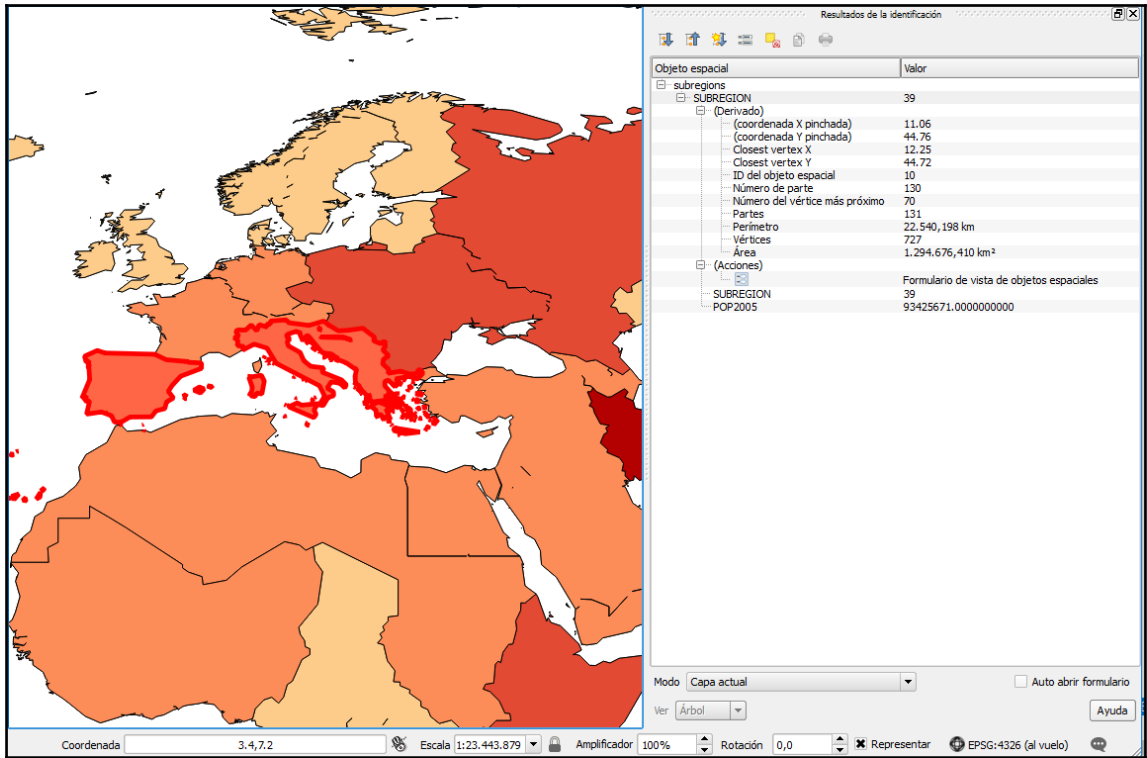 Resultados de la identificación
Objeto espacial Valor
subregions
SUBREGION 39
(Derivado)
(coordenada X pinchada) 11.06
(coordenada Y pinchada) 44.76
Closest vertex X 12.25
Closest vertex Y 44.72
ID del objeto espacial 10
Número de parte 130
Número del vértice más próximo 70
Partes 131
Perímetro 22.540,198 km
Vértices 727
Área 1.294.676,410 km²
(Acciones)
Formulario de vista de objetos espaciales
SUBREGION 39
POP2005 93425671.0000000000
Modo Capa actual Auto abrir formulario
Ver Árbol Ayuda
Coordenada 3.4,7.2 Escala 1:23.443.879 Amplificador 100% Rotación 0,0 Representar EPSG:4326 (al vuelo)